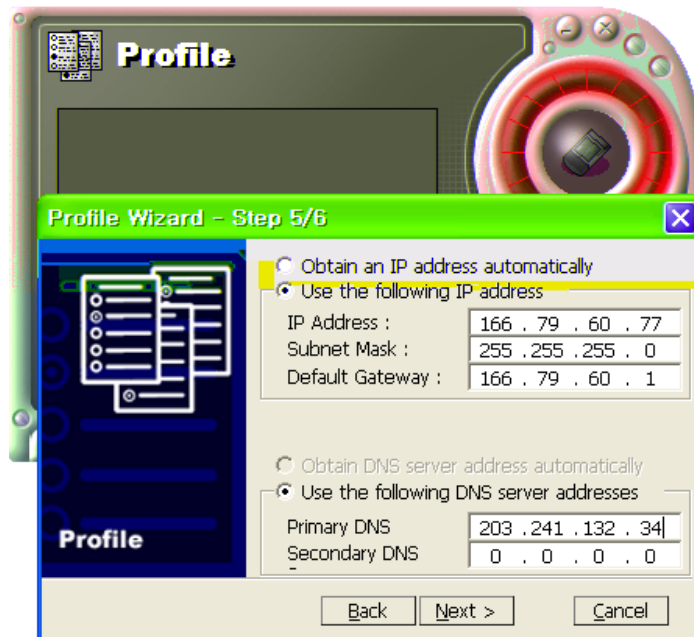 Profile
Profile Wizard - Step 5/6
Obtain an IP address automatically
Use the following IP address
IP Address : 166 . 79 . 60 . 77
Subnet Mask : 255 .255 .255 . 0
Default Gateway : 166 . 79 . 60 . 1
Obtain DNS server address automatically
Use the following DNS server addresses
Primary DNS 203 .241 .132 . 34
Secondary DNS 0 . 0 . 0 . 0
Profile
Back Next > Cancel